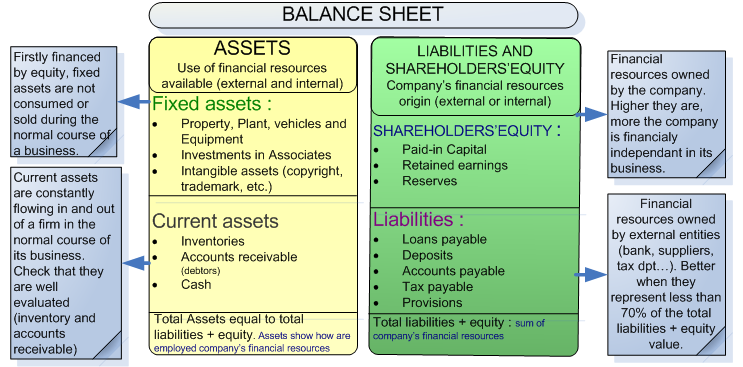 BALANCE SHEET
Firstly financed
by equity, fixed
assets are not
consumed or
sold during the
normal course of
a business.
Current assets
are constantly
flowing in and out
of a firm in the
normal course of
its business.
Check that they
are well
evaluated
(inventory and
accounts
receivable)
ASSETS
Use of financial resources
available (external and internal)
Fixed assets :
• Property, Plant, vehicles and
Equipment
• Investments in Associates
• Intangible assets (copyright,
trademark, etc.)
Current assets
• Inventories
• Accounts receivable
(debtors)
• Cash
Total Assets equal to total
liabilities + equity. Assets show how are
employed company's financial resources
LIABILITIES AND
SHAREHOLDERS'EQUITY
Company's financial resources
origin (external or internal)
SHAREHOLDERS'EQUITY :
• Paid-in Capital
• Retained earnings
• Reserves
Liabilities :
• Loans payable
• Deposits
• Accounts payable
• Tax payable
• Provisions
Total liabilities + equity : sum of
company's financial resources
Financial
resources owned
by the company.
Higher they are,
more the company
is financialy
independant in its
business.
Financial
resources owned
by external entities
(bank, suppliers,
tax dpt...). Better
when they
represent less than
70% of the total
liabilities + equity
value.